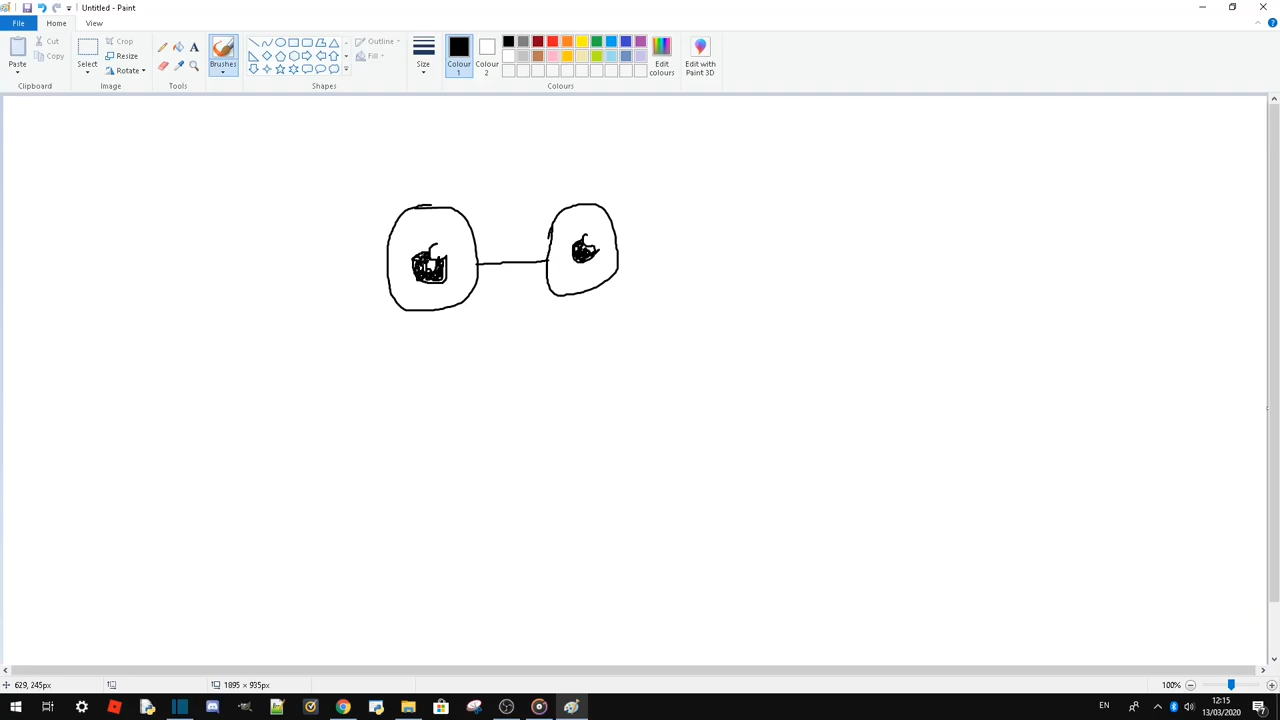 Untitled - Paint
File Home View
Paste
Cut
Copy
Clipboard
Select
Crop
Resize
Rotate
Image
A
Tools
Brushes
Outline
Fill
Shapes
Size
Colour 1
Colour 2
Edit colours
Edit with Paint 3D
Colours
629, 245px
1895 × 935px
100%
EN
12:15
13/03/2020